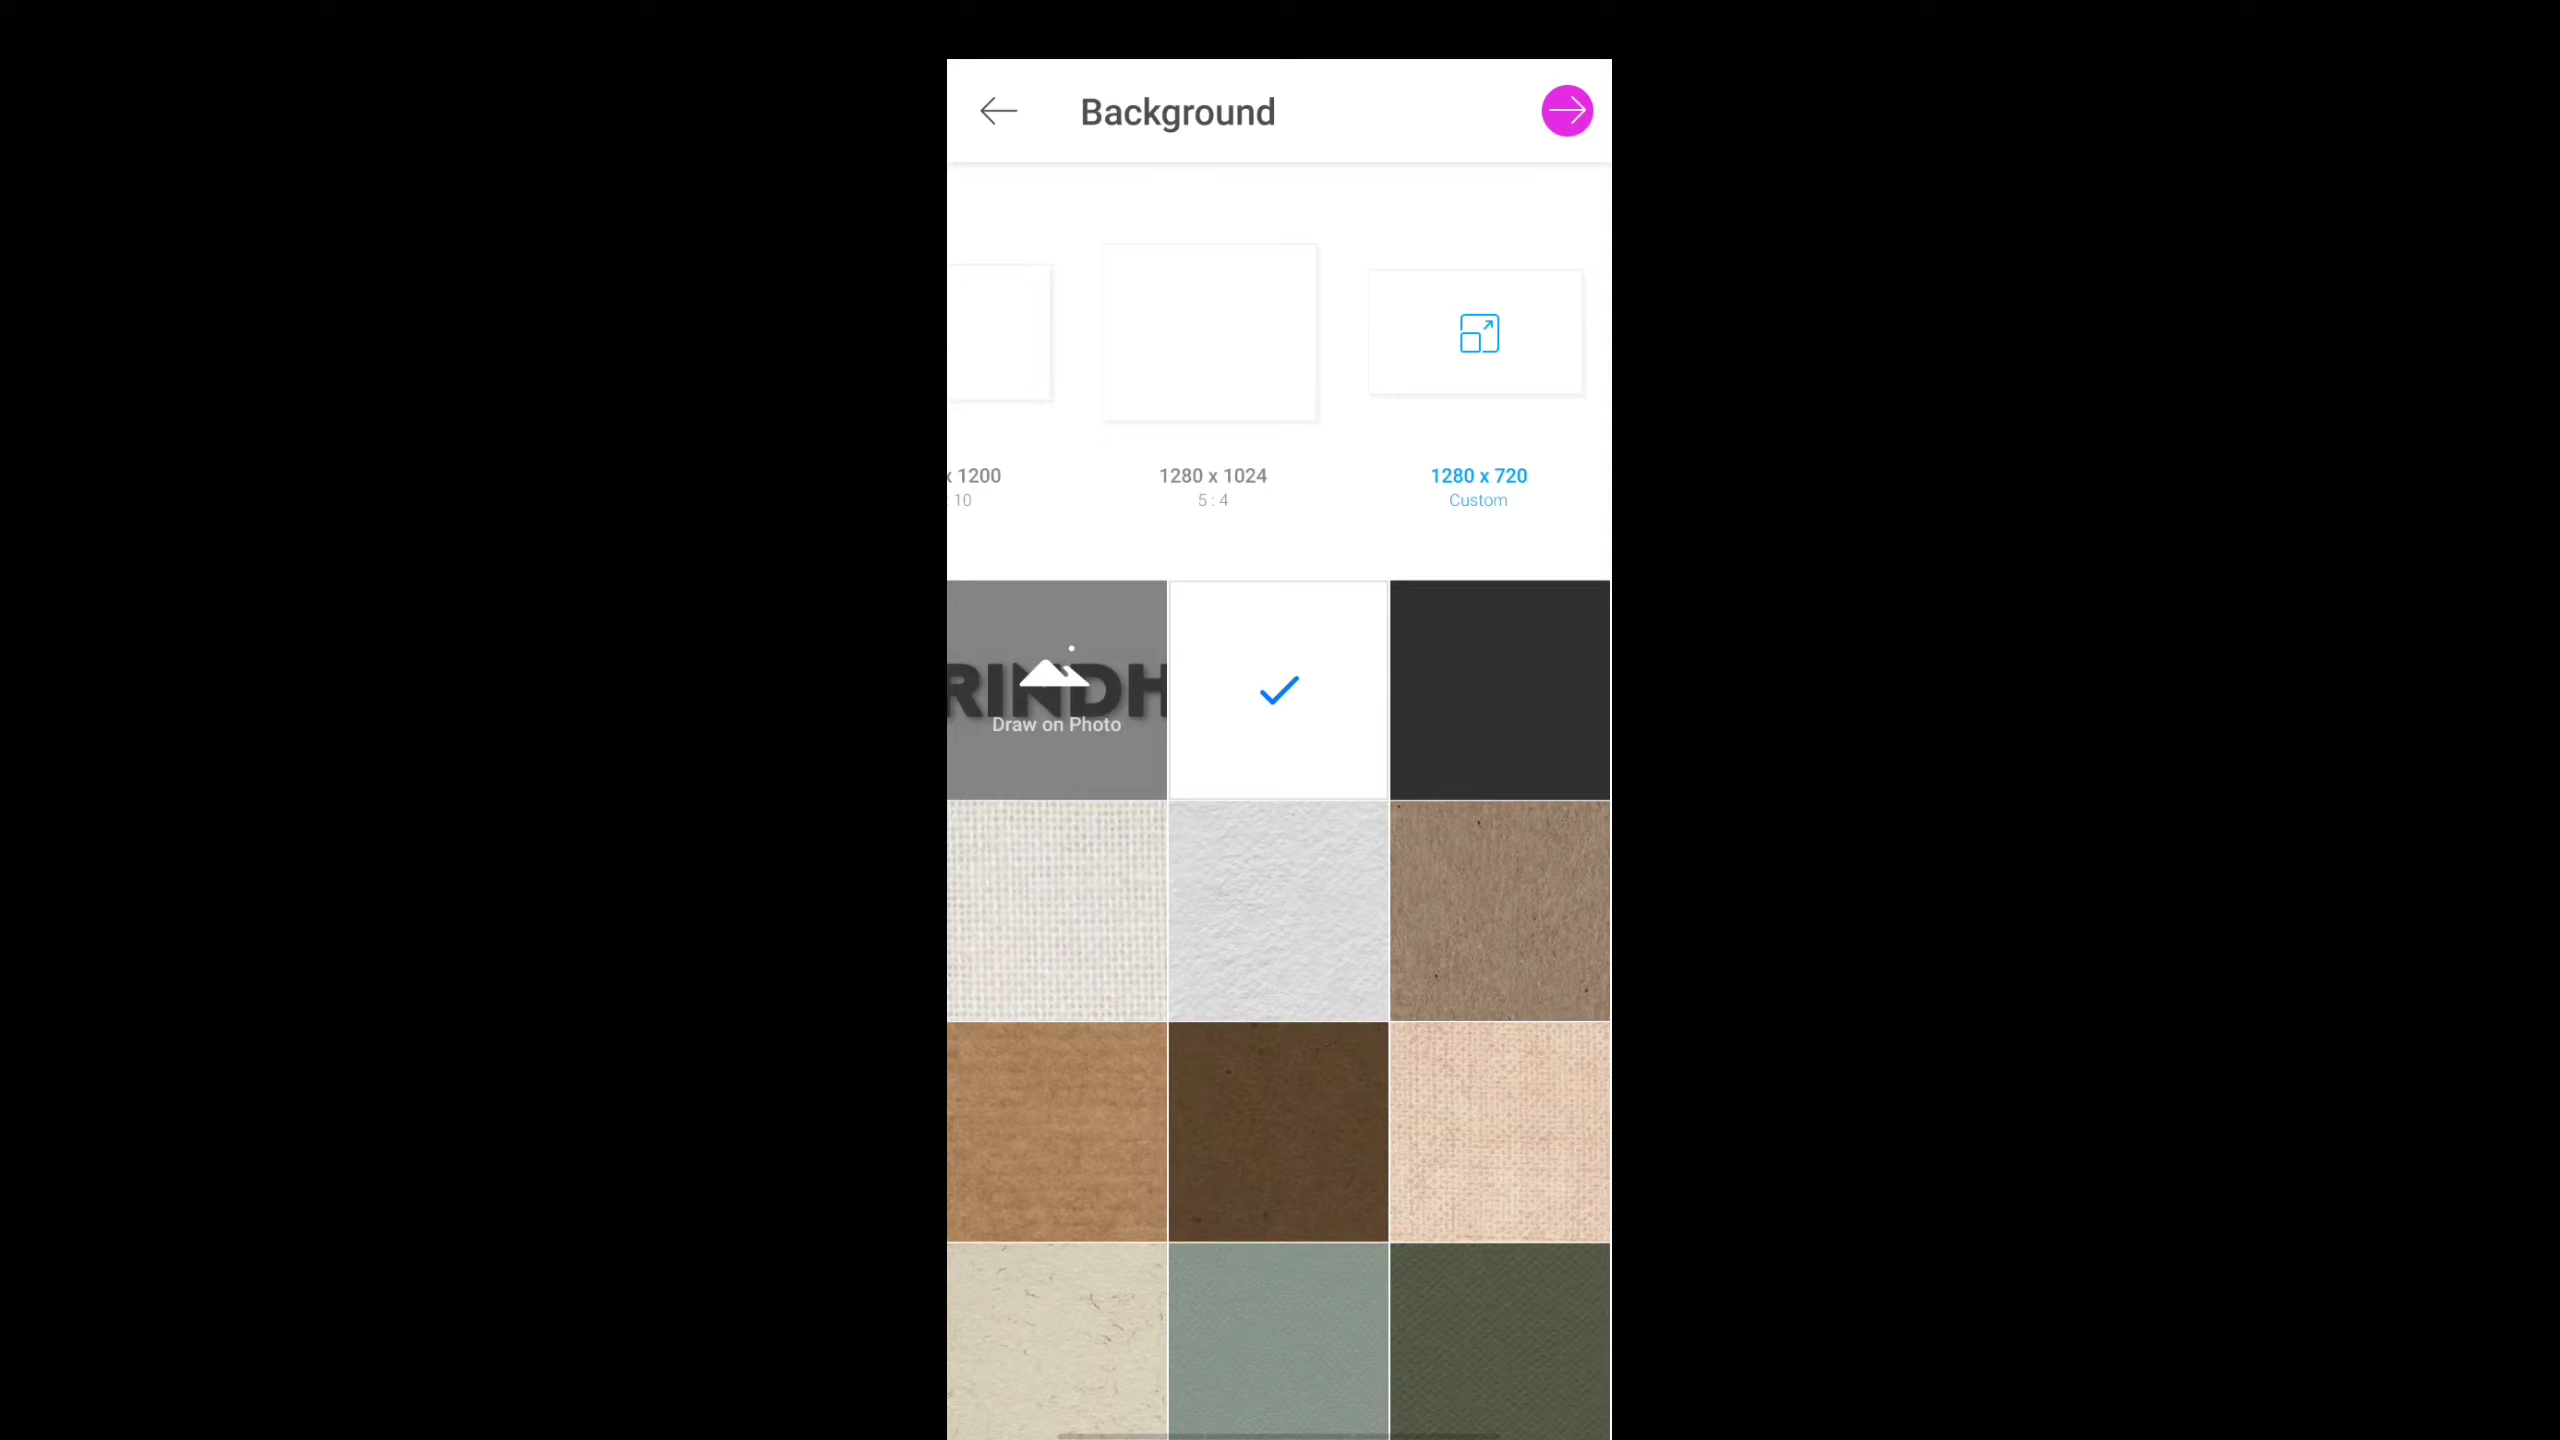 Background
x 1200
: 10
1280 x 1024
5 : 4
1280 x 720
Custom
RINDH
Draw on Photo